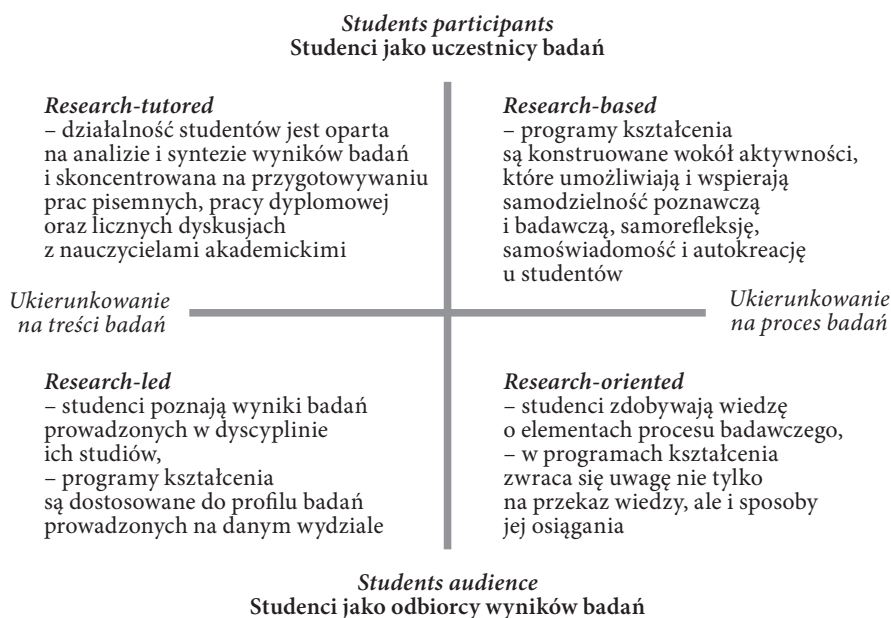 Students participants
Studenci jako uczestnicy badań
Research-tutored
– działalność studentów jest oparta
na analizie i syntezie wyników badań
i skoncentrowana na przygotowywaniu
prac pisemnych, pracy dyplomowej
oraz licznych dyskusjach
z nauczycielami akademickimi
Research-based
– programy kształcenia
są konstruowane wokół aktywności,
które umożliwiają i wspierają
samodzielność poznawczą
i badawczą, samorefleksję,
samoświadomość i autokreację
u studentów
Ukierunkowanie
na treści badań
Ukierunkowanie
na proces badań
Research-led
– studenci poznają wyniki badań
prowadzonych w dyscyplinie
ich studiów,
– programy kształcenia
są dostosowane do profilu badań
prowadzonych na danym wydziale
Research-oriented
– studenci zdobywają wiedzę
o elementach procesu badawczego,
– w programach kształcenia
zwraca się uwagę nie tylko
na przekaz wiedzy, ale i sposoby
jej osiągania
Students audience
Studenci jako odbiorcy wyników badań